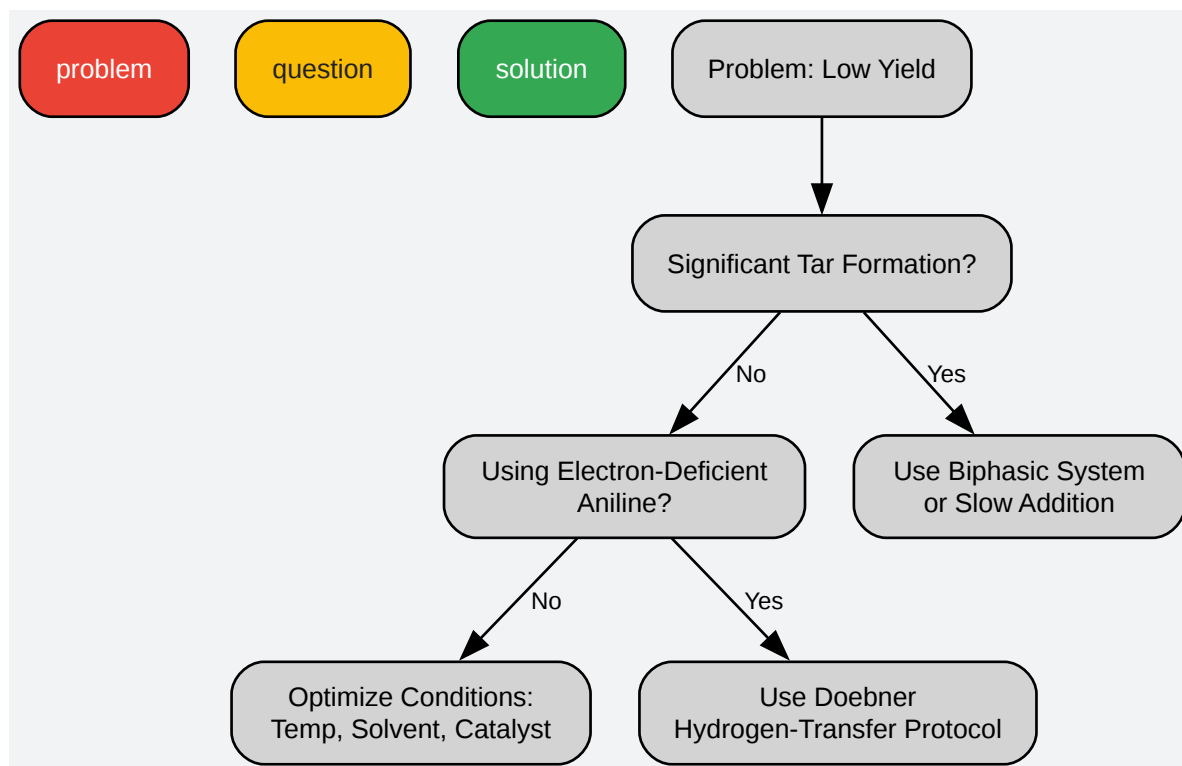 problem
question
solution
Problem: Low Yield
Significant Tar Formation?
No
Yes
Using Electron-Deficient
Aniline?
Use Biphasic System
or Slow Addition
No
Yes
Optimize Conditions:
Temp, Solvent, Catalyst
Use Doebner
Hydrogen-Transfer Protocol